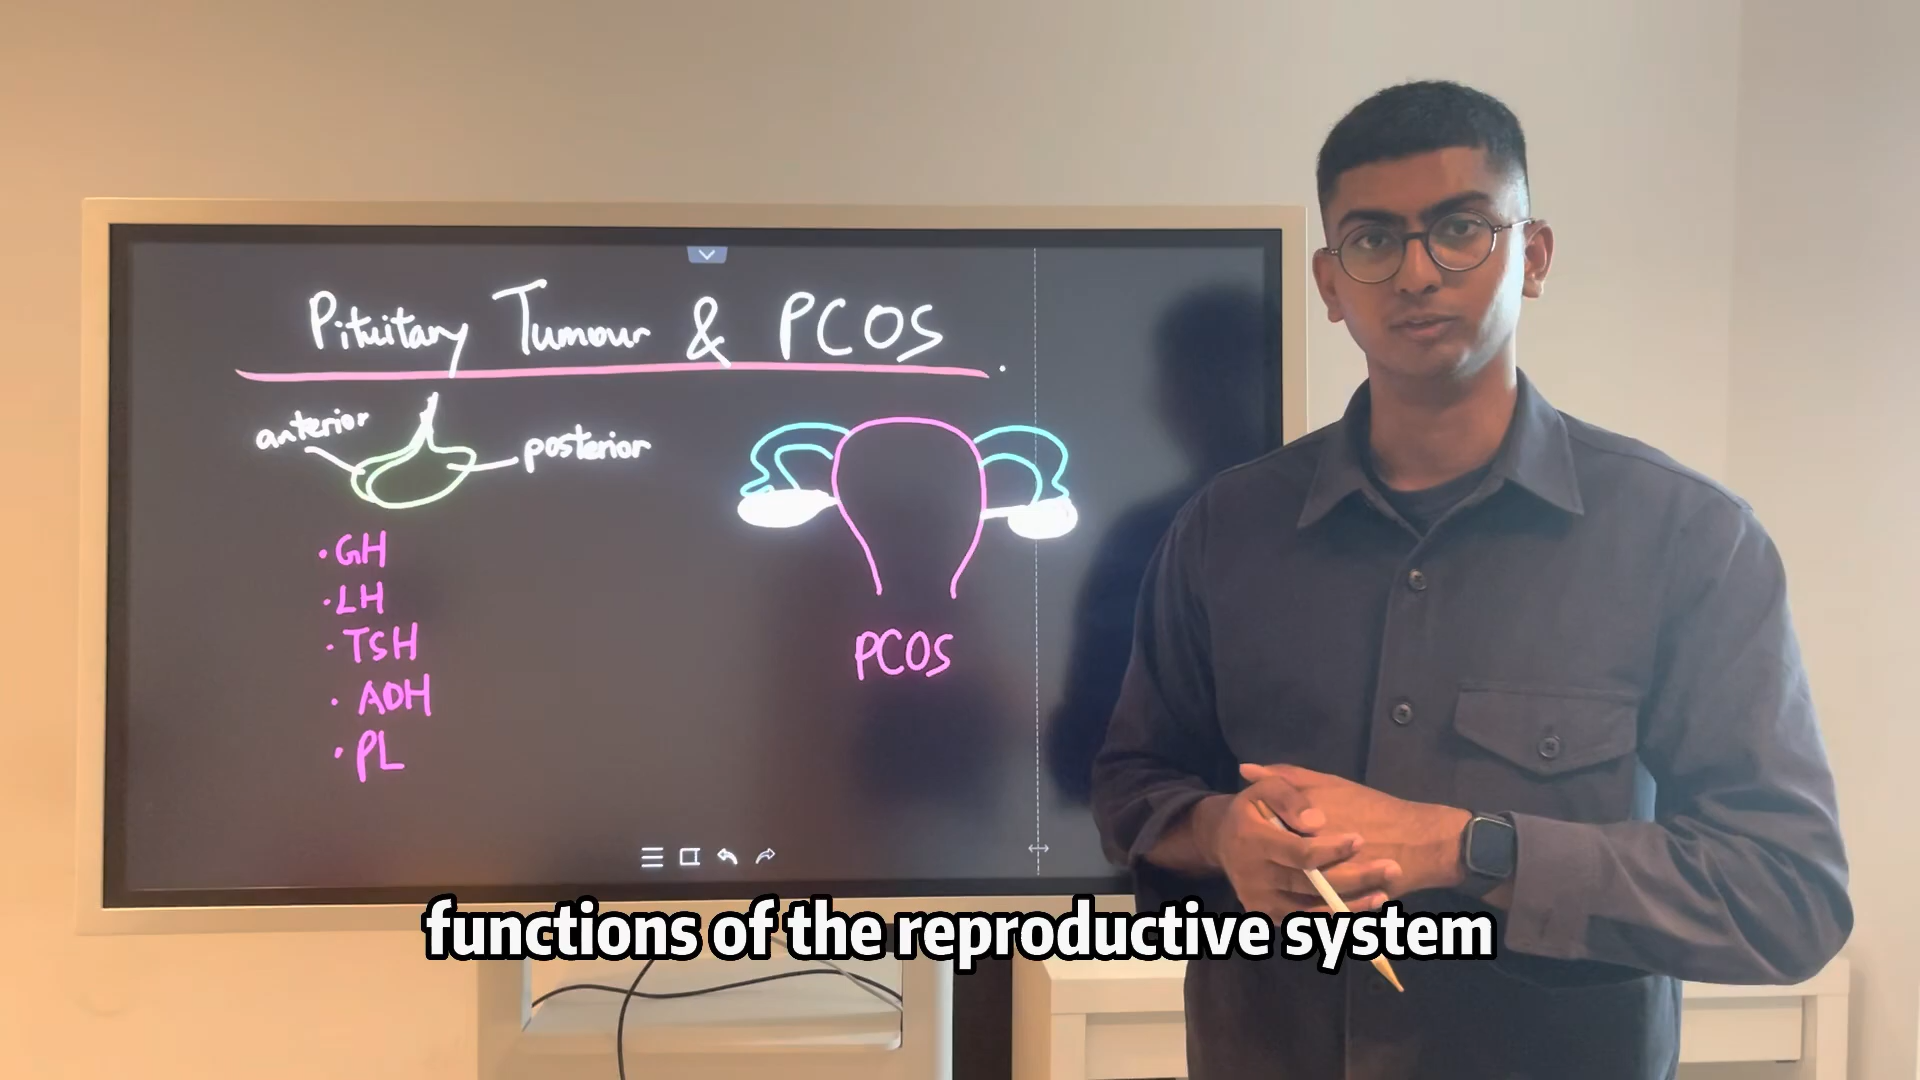 Pituitary Tumour & PCOS
anterior
posterior
• GH
• LH
• TSH
• ADH
• PL
PCOS
functions of the reproductive system